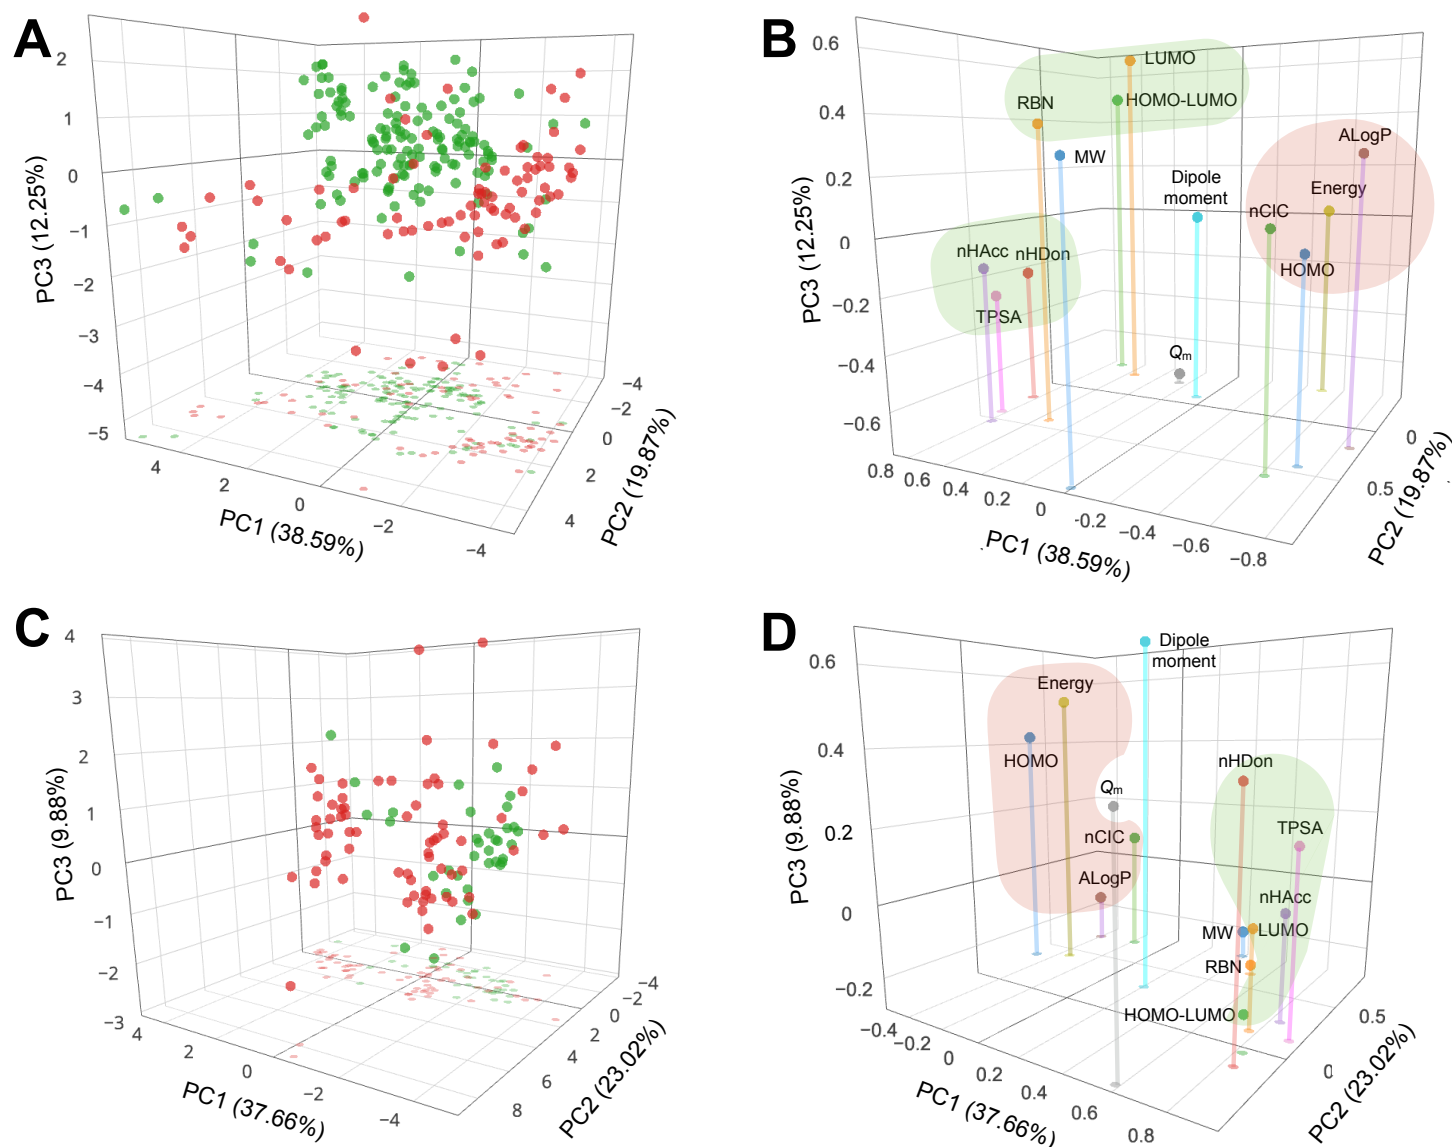 A
2
1
0
−1
−2
−3
−4
−5
PC3 (12.25%)
4
2
0
−2
−4
PC1 (38.59%)
−4
−2
0
2
4
PC2 (19.87%)
B
0.6
0.4
0.2
0
−0.2
−0.4
−0.6
PC3 (12.25%)
LUMO
HOMO-LUMO
RBN
MW
ALogP
Dipole
moment
Energy
nCIC
HOMO
nHAcc
nHDon
TPSA
Qm
0.8
0.6
0.4
0.2
0
-0.2
−0.4
−0.6
−0.8
PC1 (38.59%)
0
0.5
PC2 (19.87%)
C
4
3
2
1
0
−1
−2
−3
PC3 (9.88%)
4
2
0
−2
−4
PC1 (37.66%)
−4
−2
0
2
4
6
8
PC2 (23.02%)
D
0.6
0.4
0.2
0
−0.2
PC3 (9.88%)
Dipole
moment
Energy
HOMO
nHDon
Qm
TPSA
nCIC
ALogP
nHAcc
MW
LUMO
RBN
HOMO-LUMO
−0.4
−0.2
0
0.2
0.4
0.6
0.8
PC1 (37.66%)
0.5
0
PC2 (23.02%)